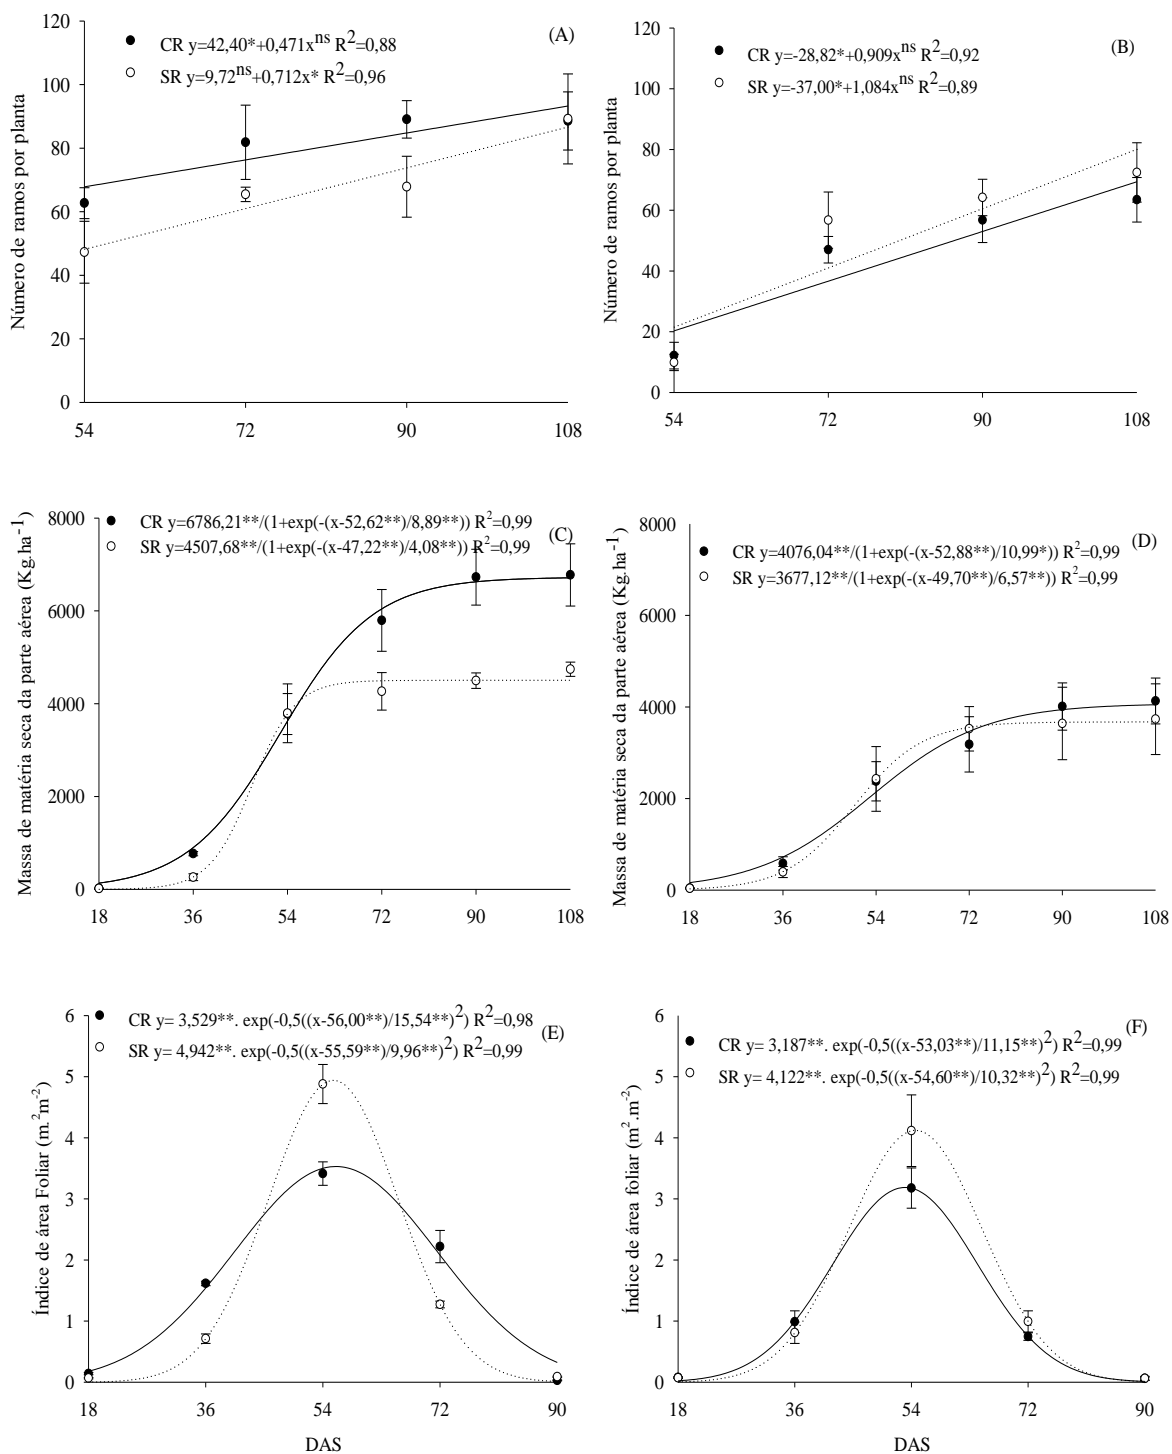 (A)
CR y=42,40*+0,471xns R2=0,88
SR y=9,72ns+0,712x* R2=0,96
Número de ramos por planta
120
100
80
60
40
20
0
54 72 90 108
(B)
CR y=-28,82*+0,909xns R2=0,92
SR y=-37,00*+1,084xns R2=0,89
Número de ramos por planta
120
100
80
60
40
20
0
54 72 90 108
CR y=6786,21**/(1+exp(-(x-52,62**)/8,89**)) R2=0,99
(C)
SR y=4507,68**/(1+exp(-(x-47,22**)/4,08**)) R2=0,99
Massa de matéria seca da parte aérea (Kg.ha-1)
8000
6000
4000
2000
0
18 36 54 72 90 108
(D)
CR y=4076,04**/(1+exp(-(x-52,88**)/10,99*)) R2=0,99
SR y=3677,12**/(1+exp(-(x-49,70**)/6,57**)) R2=0,99
Massa de matéria seca da parte aérea (Kg.ha-1)
8000
6000
4000
2000
0
18 36 54 72 90 108
CR y= 3,529**. exp(-0,5((x-56,00**)/15,54**)2) R2=0,98
(E)
SR y= 4,942**. exp(-0,5((x-55,59**)/9,96**)2) R2=0,99
Índice de área Foliar (m.2m-2)
6
5
4
3
2
1
0
18 36 54 72 90
DAS
(F)
CR y= 3,187**. exp(-0,5((x-53,03**)/11,15**)2) R2=0,99
SR y= 4,122**. exp(-0,5((x-54,60**)/10,32**)2) R2=0,99
Índice de área foliar (m2.m-2)
6
5
4
3
2
1
0
18 36 54 72 90
DAS